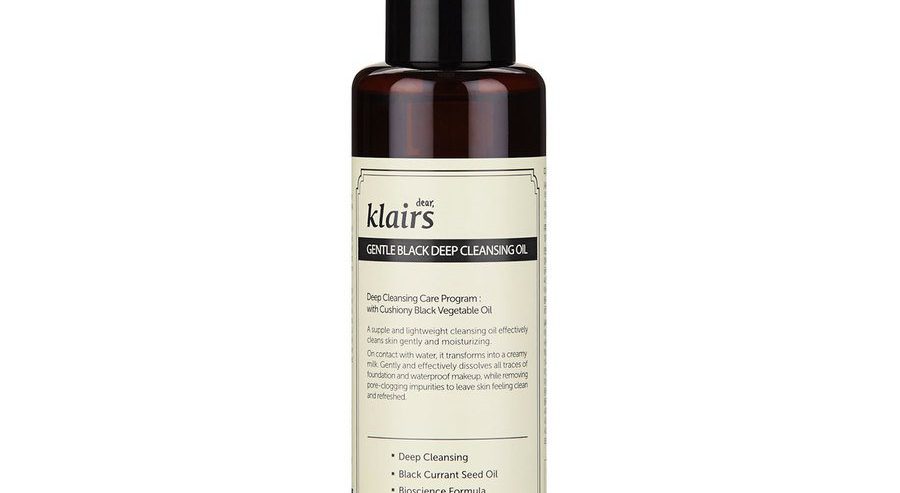 dear,
klairs
GENTLE BLACK DEEP CLEANSING OIL
Deep Cleansing Care Program :
with Cushiony Black Vegetable Oil
A supple and lightweight cleansing oil effectively
cleans skin gently and moisturizing.
On contact with water, it transforms into a creamy
milk. Gently and effectively dissolves all traces of
foundation and waterproof makeup, while removing
pore-clogging impurities to leave skin feeling clean
and refreshed.
▪ Deep Cleansing
▪ Black Currant Seed Oil
▪ Bioscience Formula